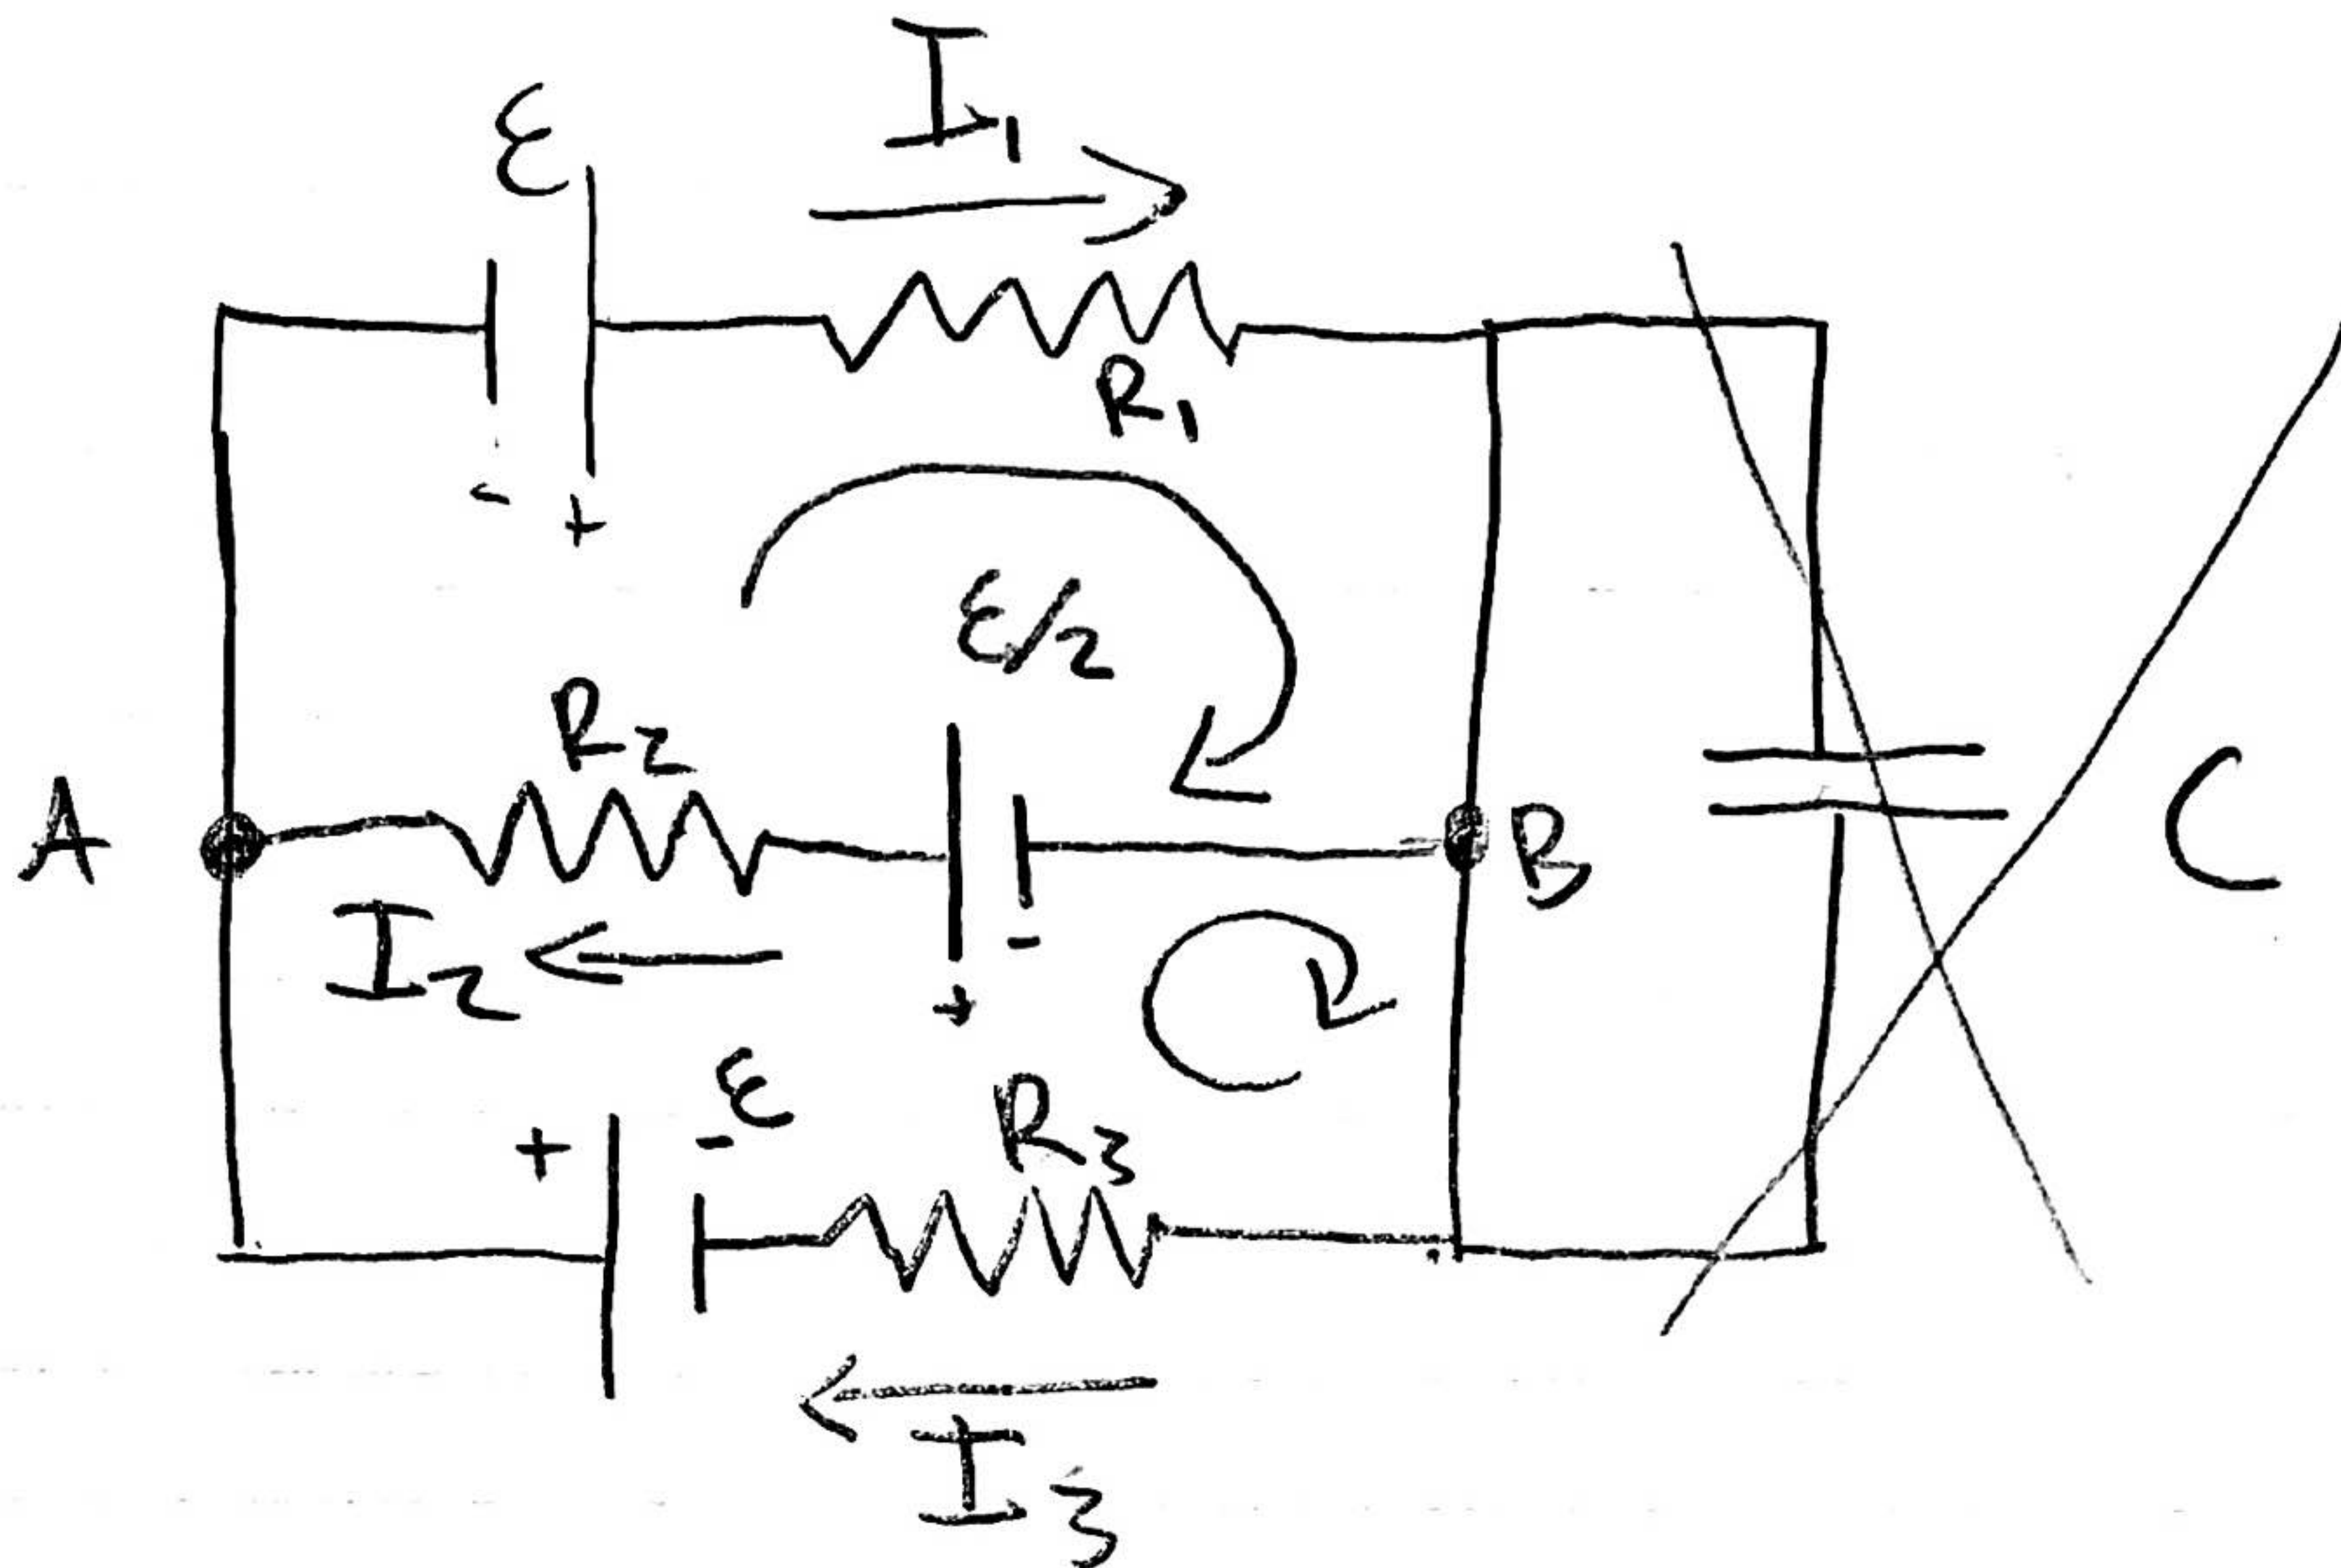 I₁
ε
- +
R₁
ε/2
R₂
A
B
C
I₂
+ -
+ -
ε
R₃
I₃